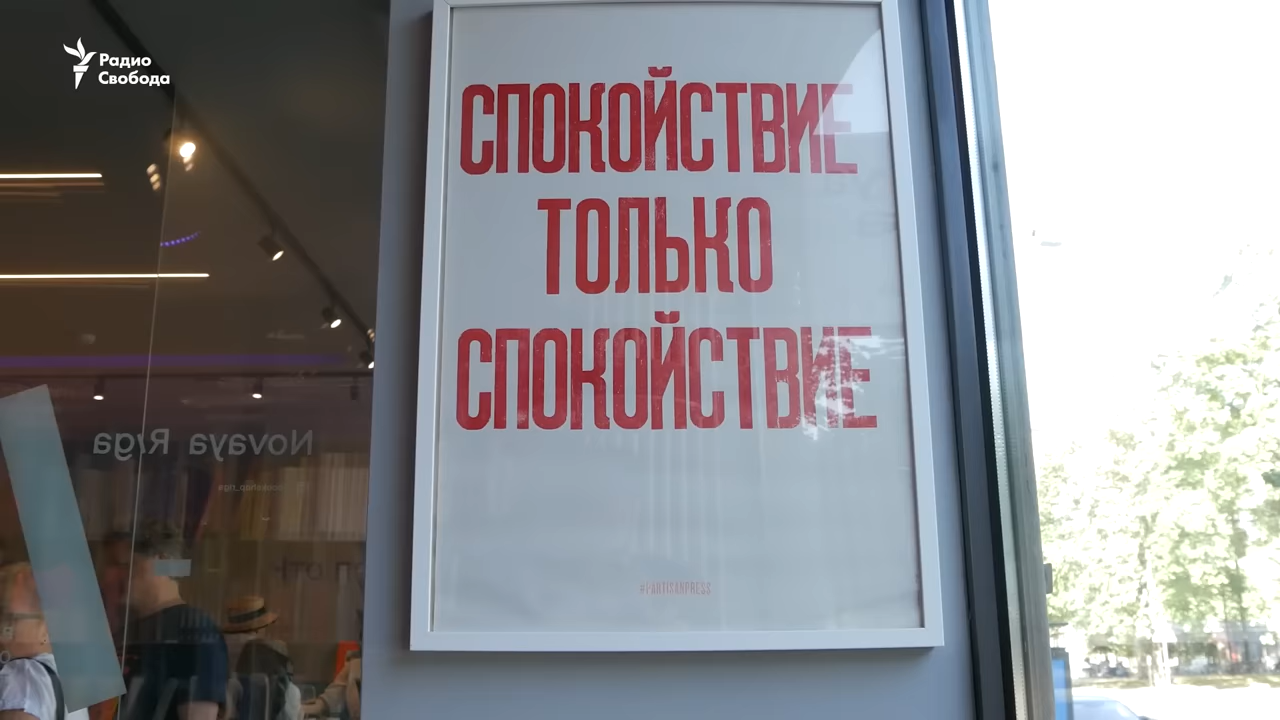 Радио
Свобода
СПОКОЙСТВИЕ
ТОЛЬКО
СПОКОЙСТВИЕ
Novaya Riga
#PARTISANPRESS